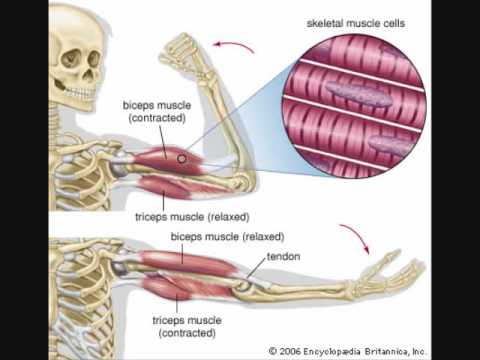 skeletal muscle cells
biceps muscle
(contracted)
triceps muscle (relaxed)
biceps muscle (relaxed)
tendon
triceps muscle
(contracted)
© 2006 Encyclopædia Britannica, Inc.